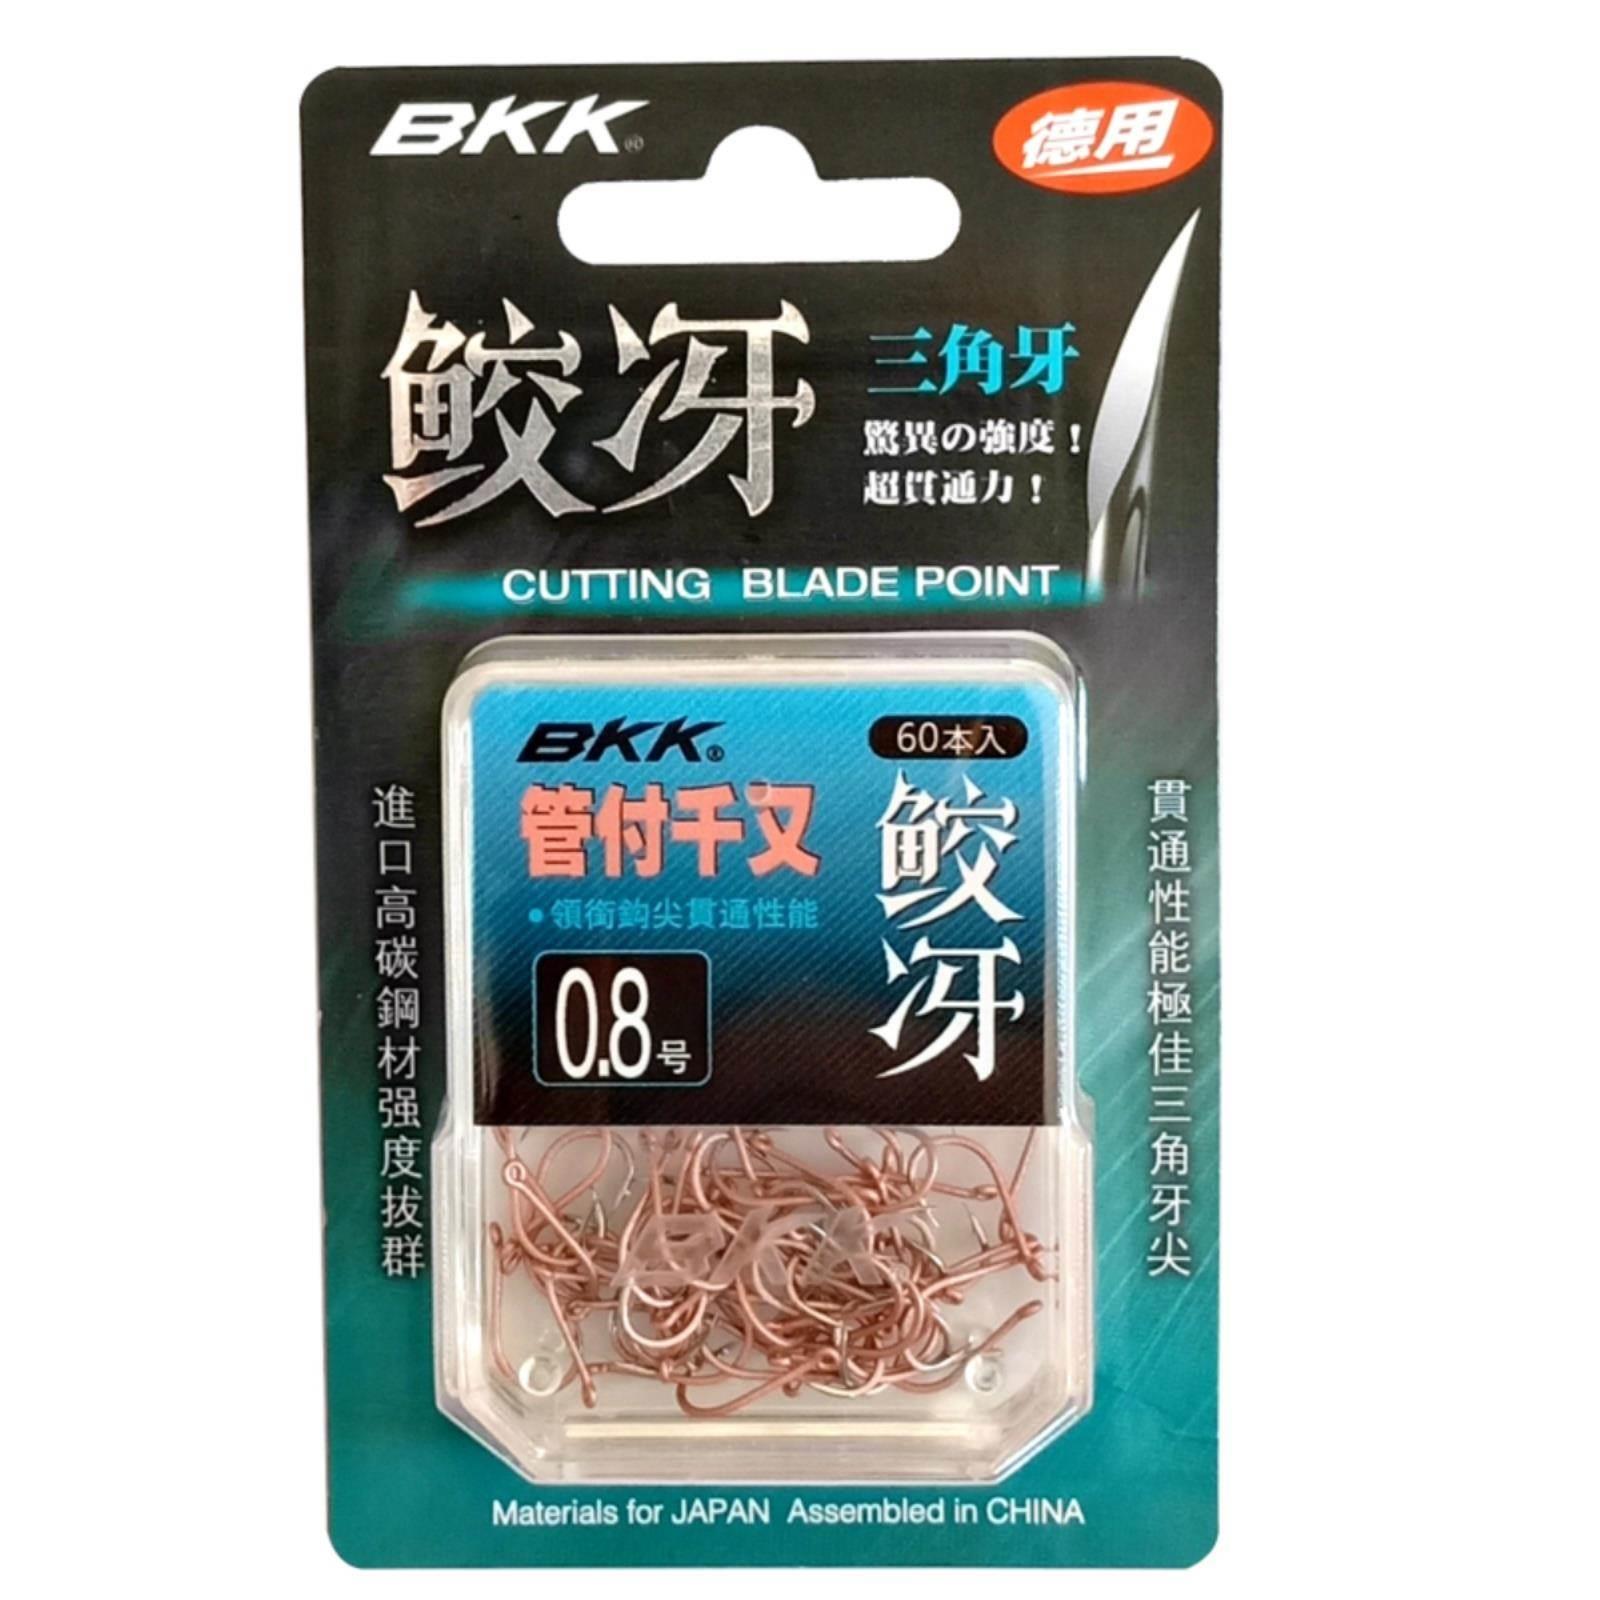 BKK®
德用
鮫冴
三角牙
驚異の強度！
超貫通力！
CUTTING BLADE POINT
進口高碳鋼材强度拔群
BKK®
60本入
管付千又
•領銜鈎尖貫通性能
0.8号
鮫冴
貫通性能極佳三角牙尖
BKK
Materials for JAPAN Assembled in CHINA